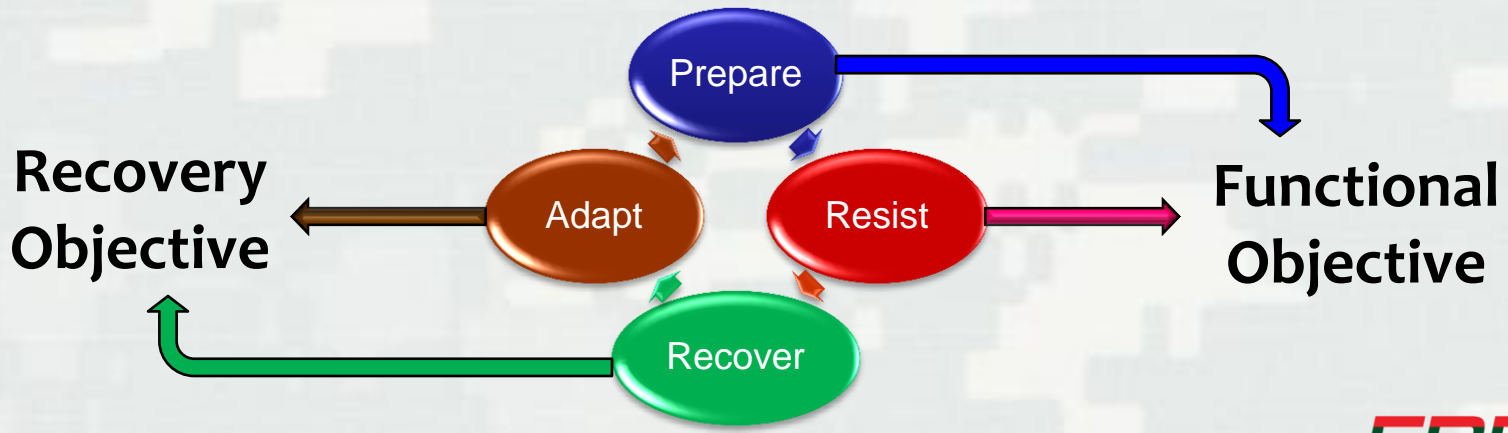 Prepare
Recovery
Objective
Adapt
Resist
Functional
Objective
Recover